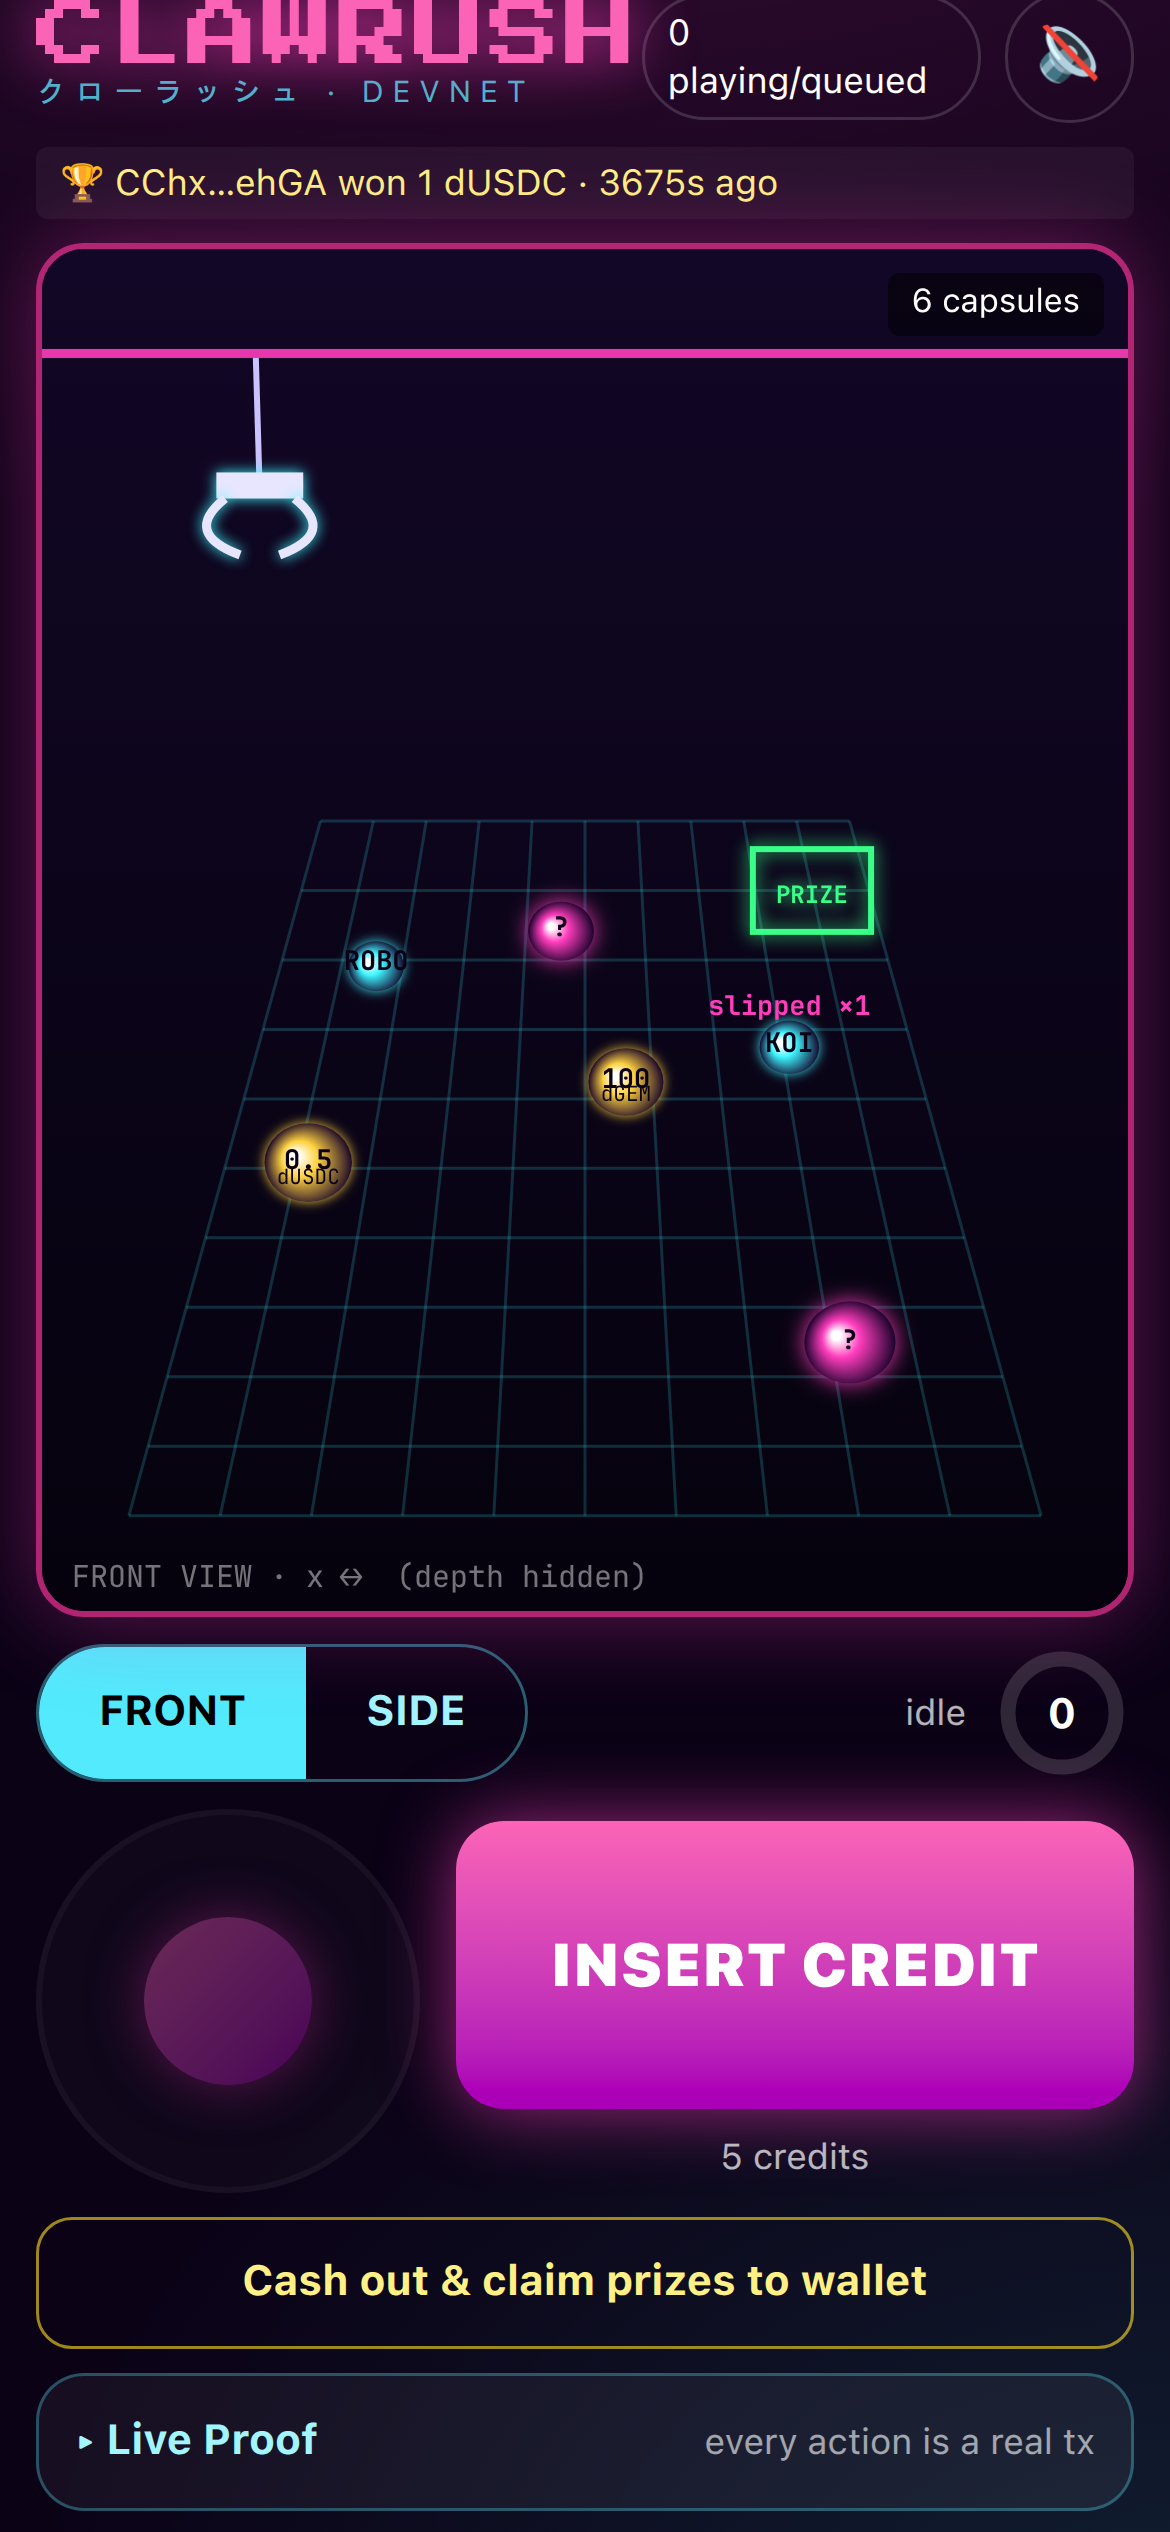 CLAWRUSH
クローラッシュ · DEVNET
0
playing/queued
🏆 CChx…ehGA won 1 dUSDC · 3675s ago
6 capsules
PRIZE
?
ROBO
slipped ×1
KOI
100
dGEM
0.5
dUSDC
?
FRONT VIEW · x ↔ (depth hidden)
FRONT
SIDE
idle
0
INSERT CREDIT
5 credits
Cash out & claim prizes to wallet
▸ Live Proof
every action is a real tx